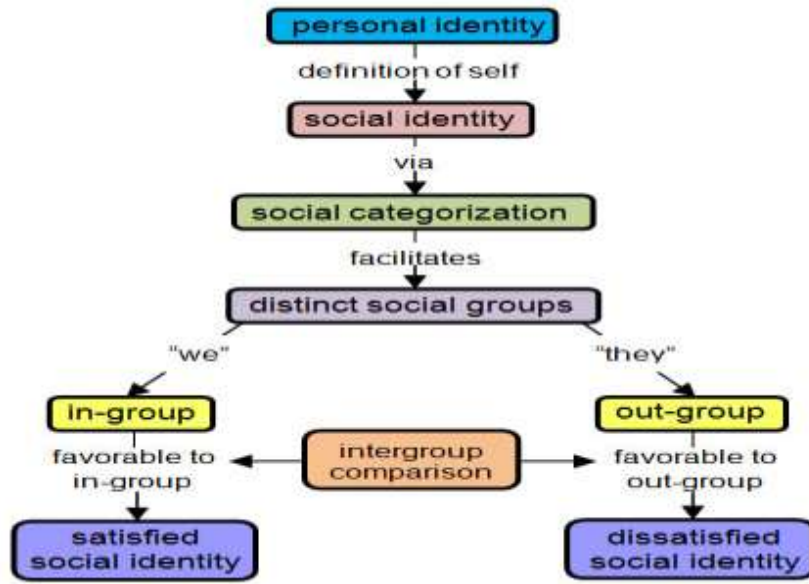 personal identity
definition of self
social identity
via
social categorization
facilitates
distinct social groups
"we"
"they"
in-group
out-group
favorable to
in-group
intergroup
comparison
favorable to
out-group
satisfied
social identity
dissatisfied
social identity